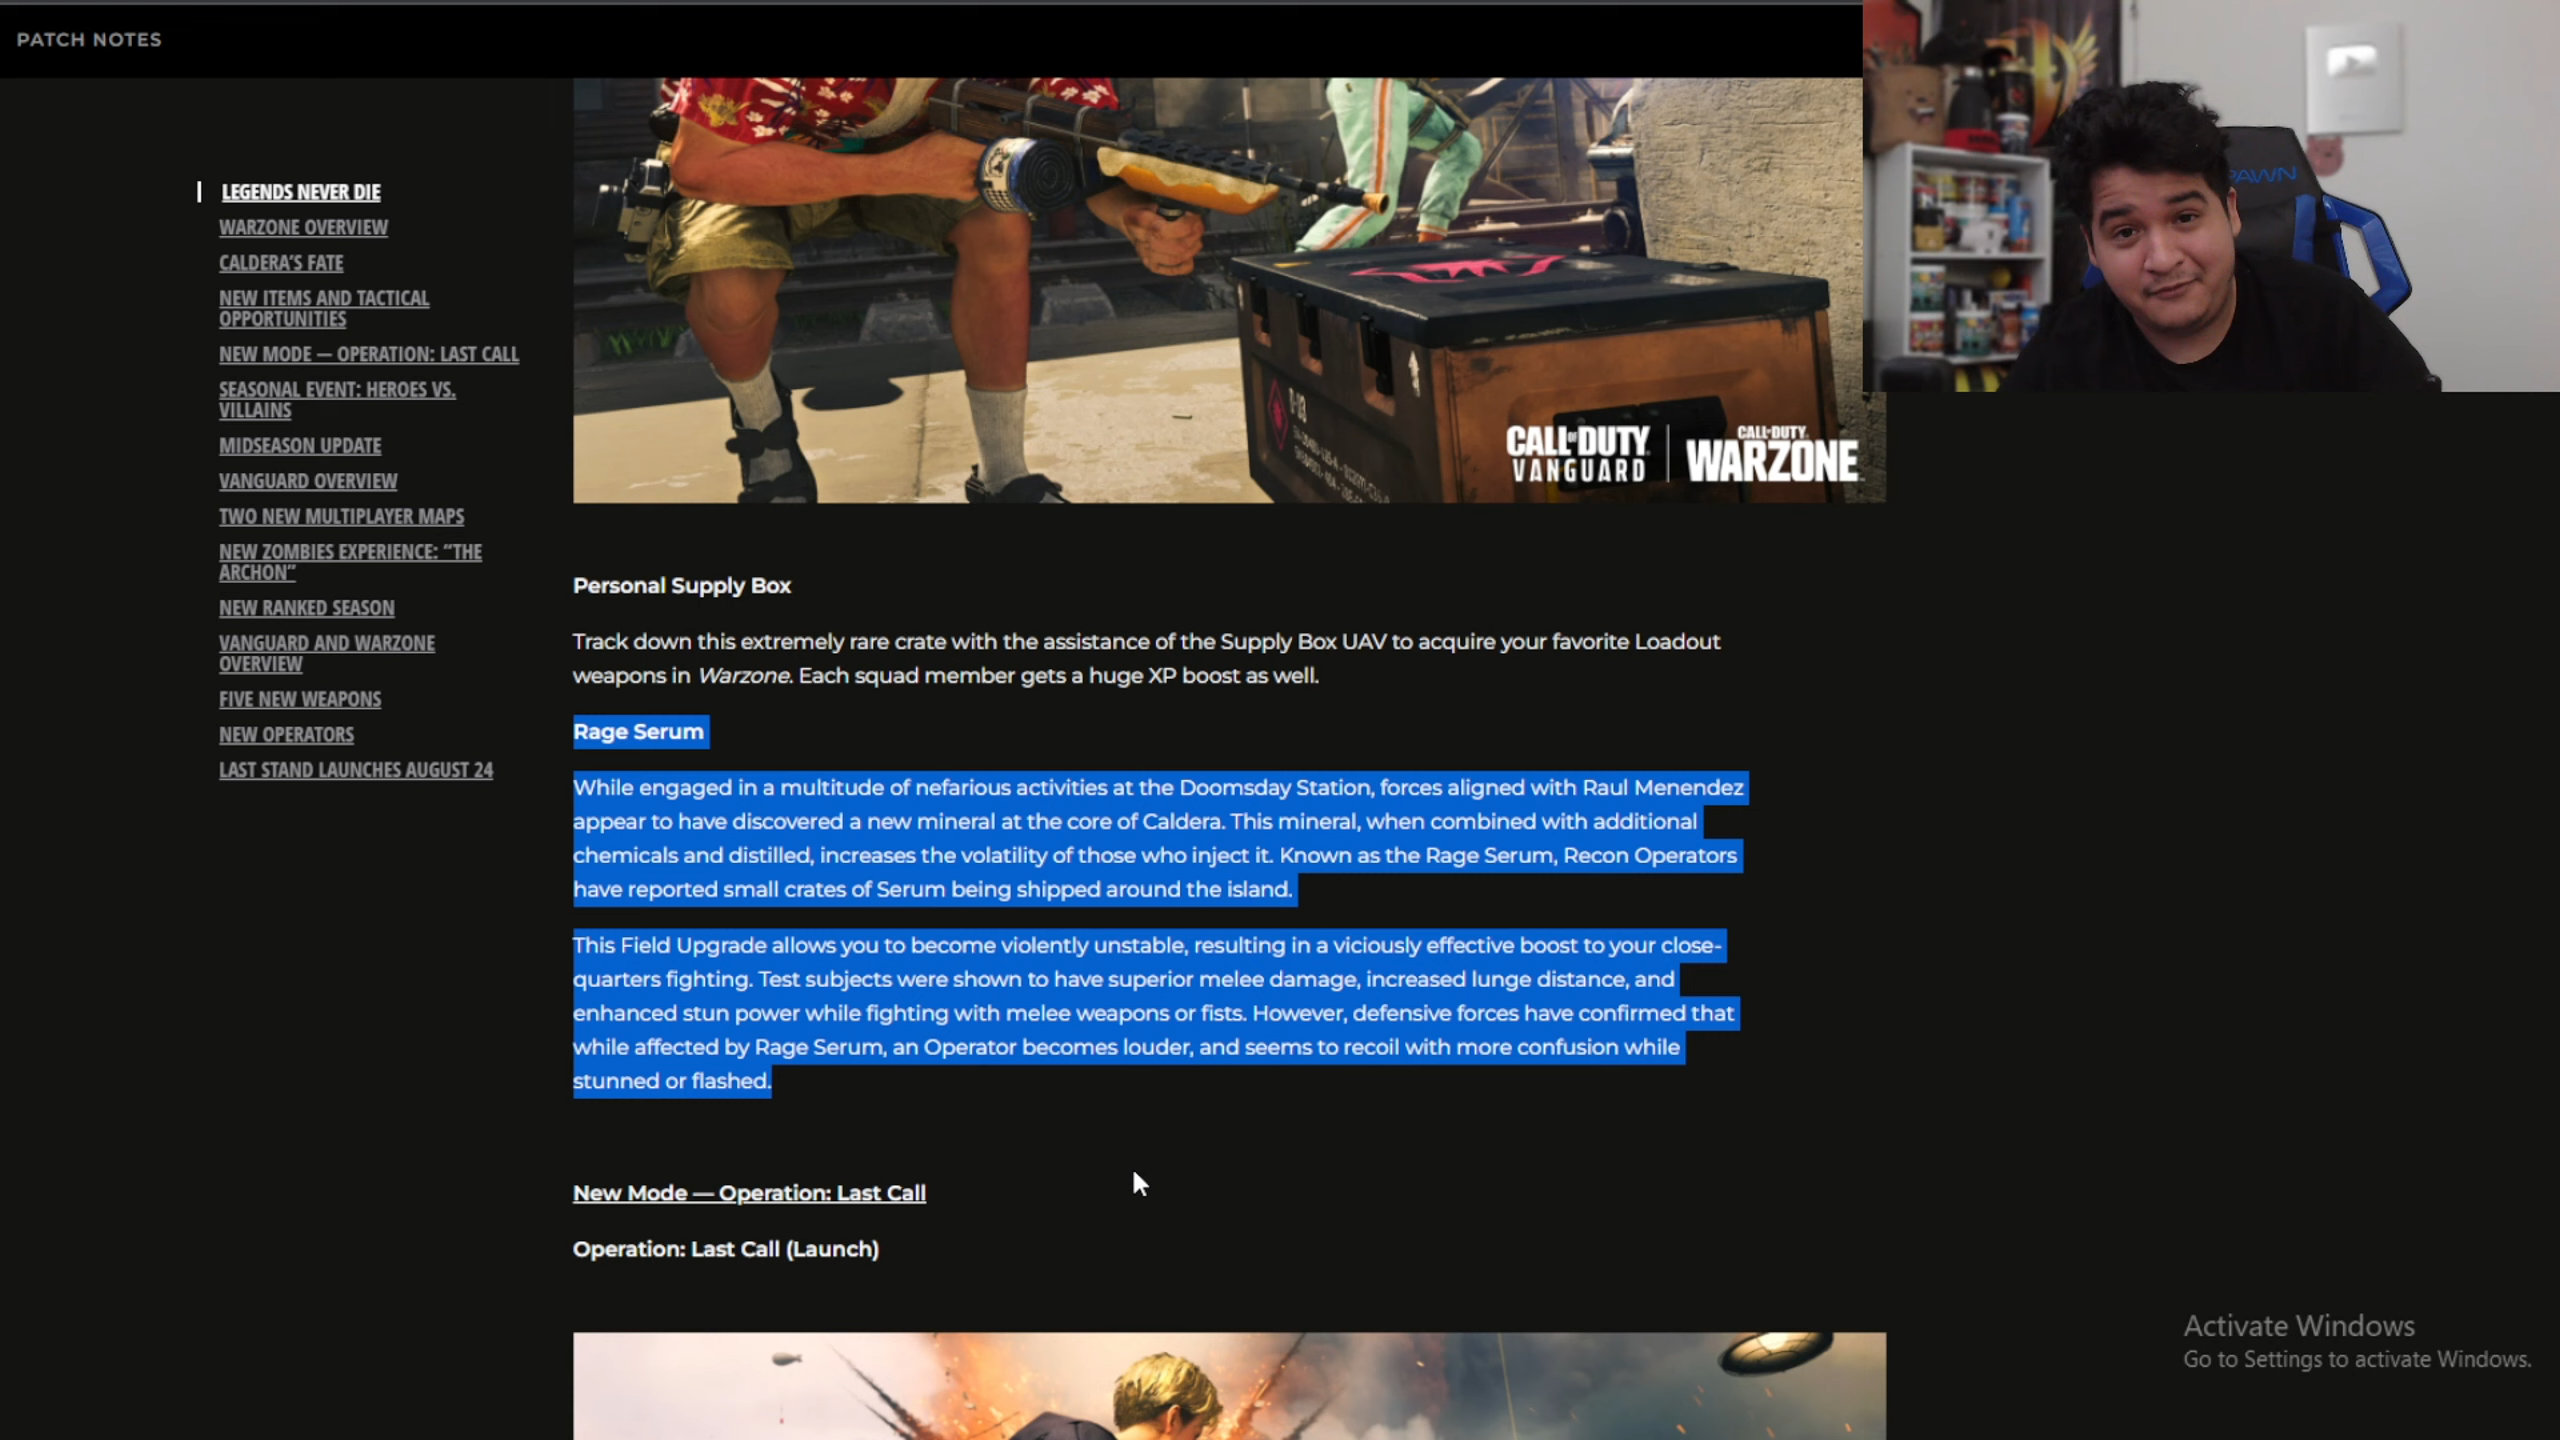 PATCH NOTES
LEGENDS NEVER DIE
WARZONE OVERVIEW
CALDERA'S FATE
NEW ITEMS AND TACTICAL
OPPORTUNITIES
NEW MODE — OPERATION: LAST CALL
SEASONAL EVENT: HEROES VS.
VILLAINS
MIDSEASON UPDATE
VANGUARD OVERVIEW
TWO NEW MULTIPLAYER MAPS
NEW ZOMBIES EXPERIENCE: “THE
ARCHON”
NEW RANKED SEASON
VANGUARD AND WARZONE
OVERVIEW
FIVE NEW WEAPONS
NEW OPERATORS
LAST STAND LAUNCHES AUGUST 24
CALL OF DUTY
VANGUARD
CALL OF DUTY
WARZONE
Personal Supply Box
Track down this extremely rare crate with the assistance of the Supply Box UAV to acquire your favorite Loadout
weapons in Warzone. Each squad member gets a huge XP boost as well.
Rage Serum
While engaged in a multitude of nefarious activities at the Doomsday Station, forces aligned with Raul Menendez
appear to have discovered a new mineral at the core of Caldera. This mineral, when combined with additional
chemicals and distilled, increases the volatility of those who inject it. Known as the Rage Serum, Recon Operators
have reported small crates of Serum being shipped around the island.
This Field Upgrade allows you to become violently unstable, resulting in a viciously effective boost to your close-
quarters fighting. Test subjects were shown to have superior melee damage, increased lunge distance, and
enhanced stun power while fighting with melee weapons or fists. However, defensive forces have confirmed that
while affected by Rage Serum, an Operator becomes louder, and seems to recoil with more confusion while
stunned or flashed.
New Mode — Operation: Last Call
Operation: Last Call (Launch)
Activate Windows
Go to Settings to activate Windows.